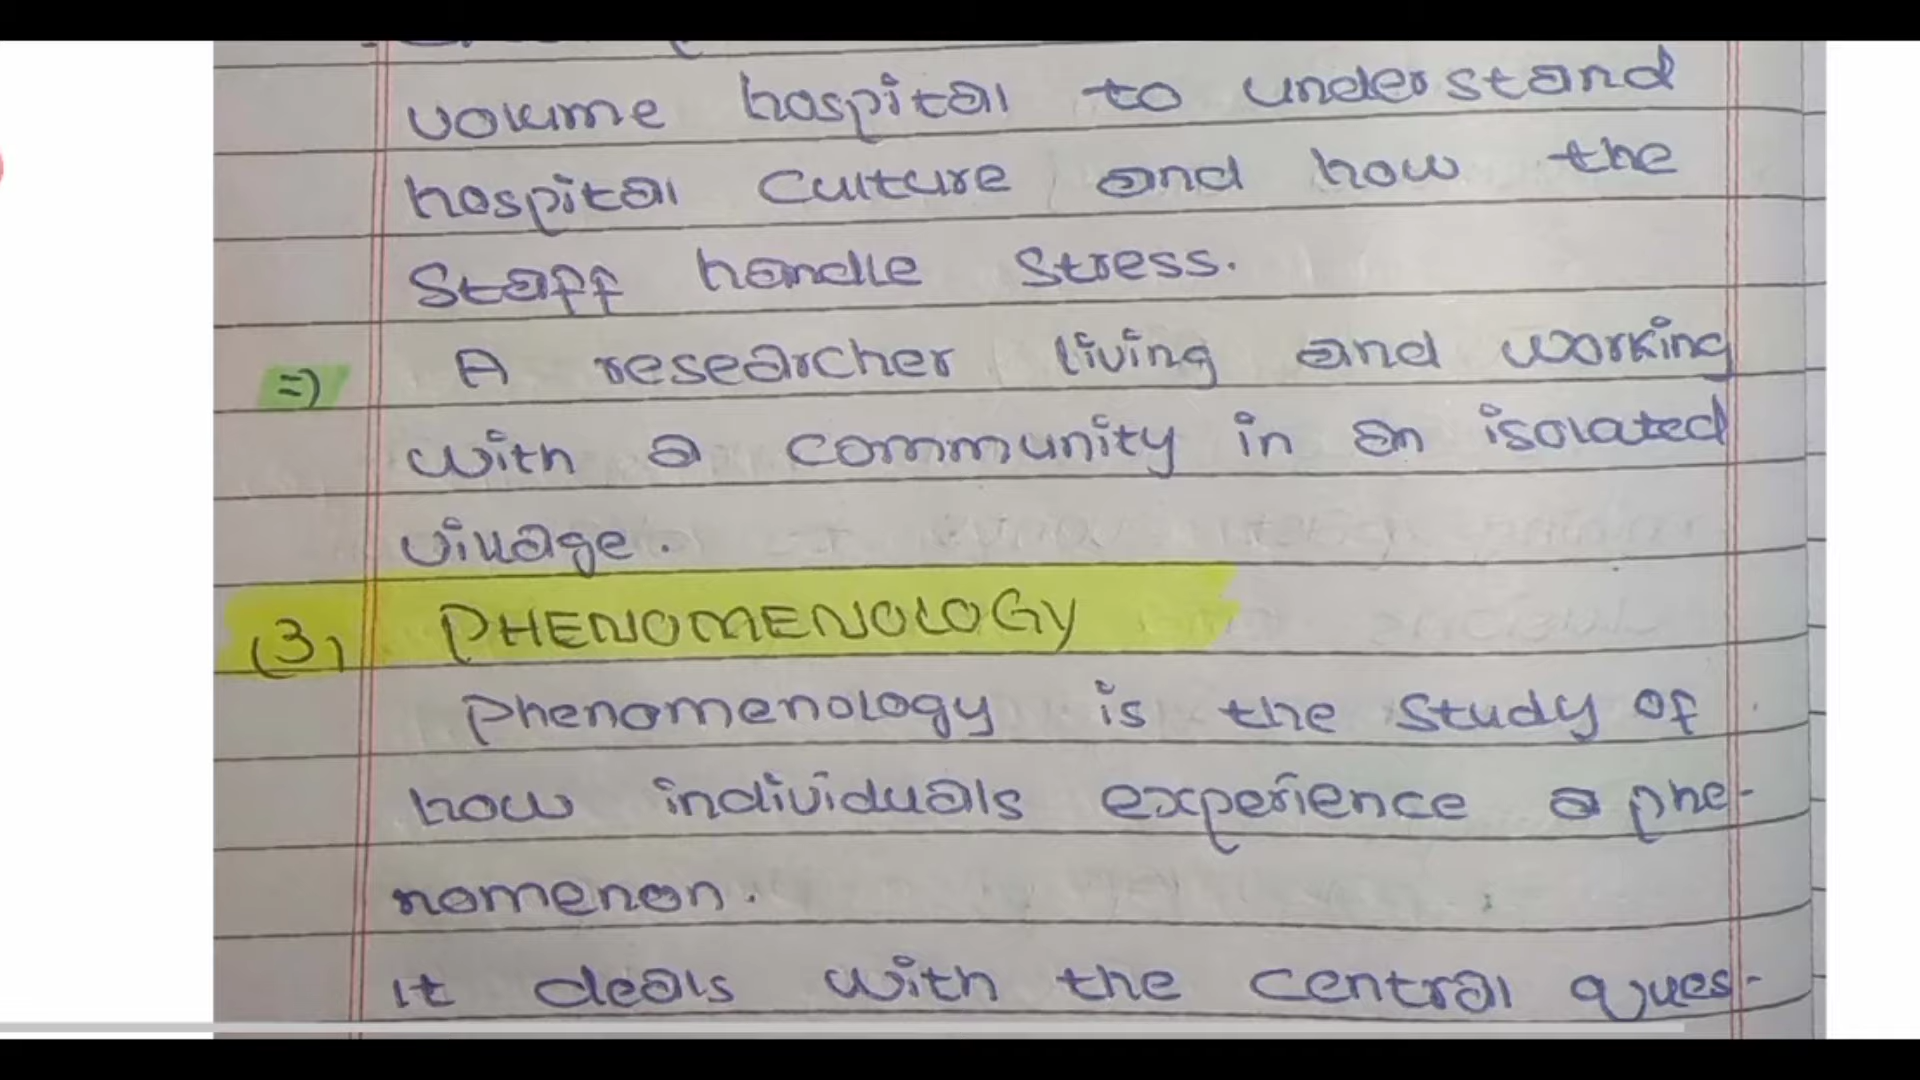 volume hospital to understand
hospital culture and how the
Staff handle stress.
=) A researcher living and working
with a community in an isolated
village.
(3) PHENOMENOLOGY
Phenomenology is the study of
how individuals experience a phe-
nomenon.
It deals with the central ques-